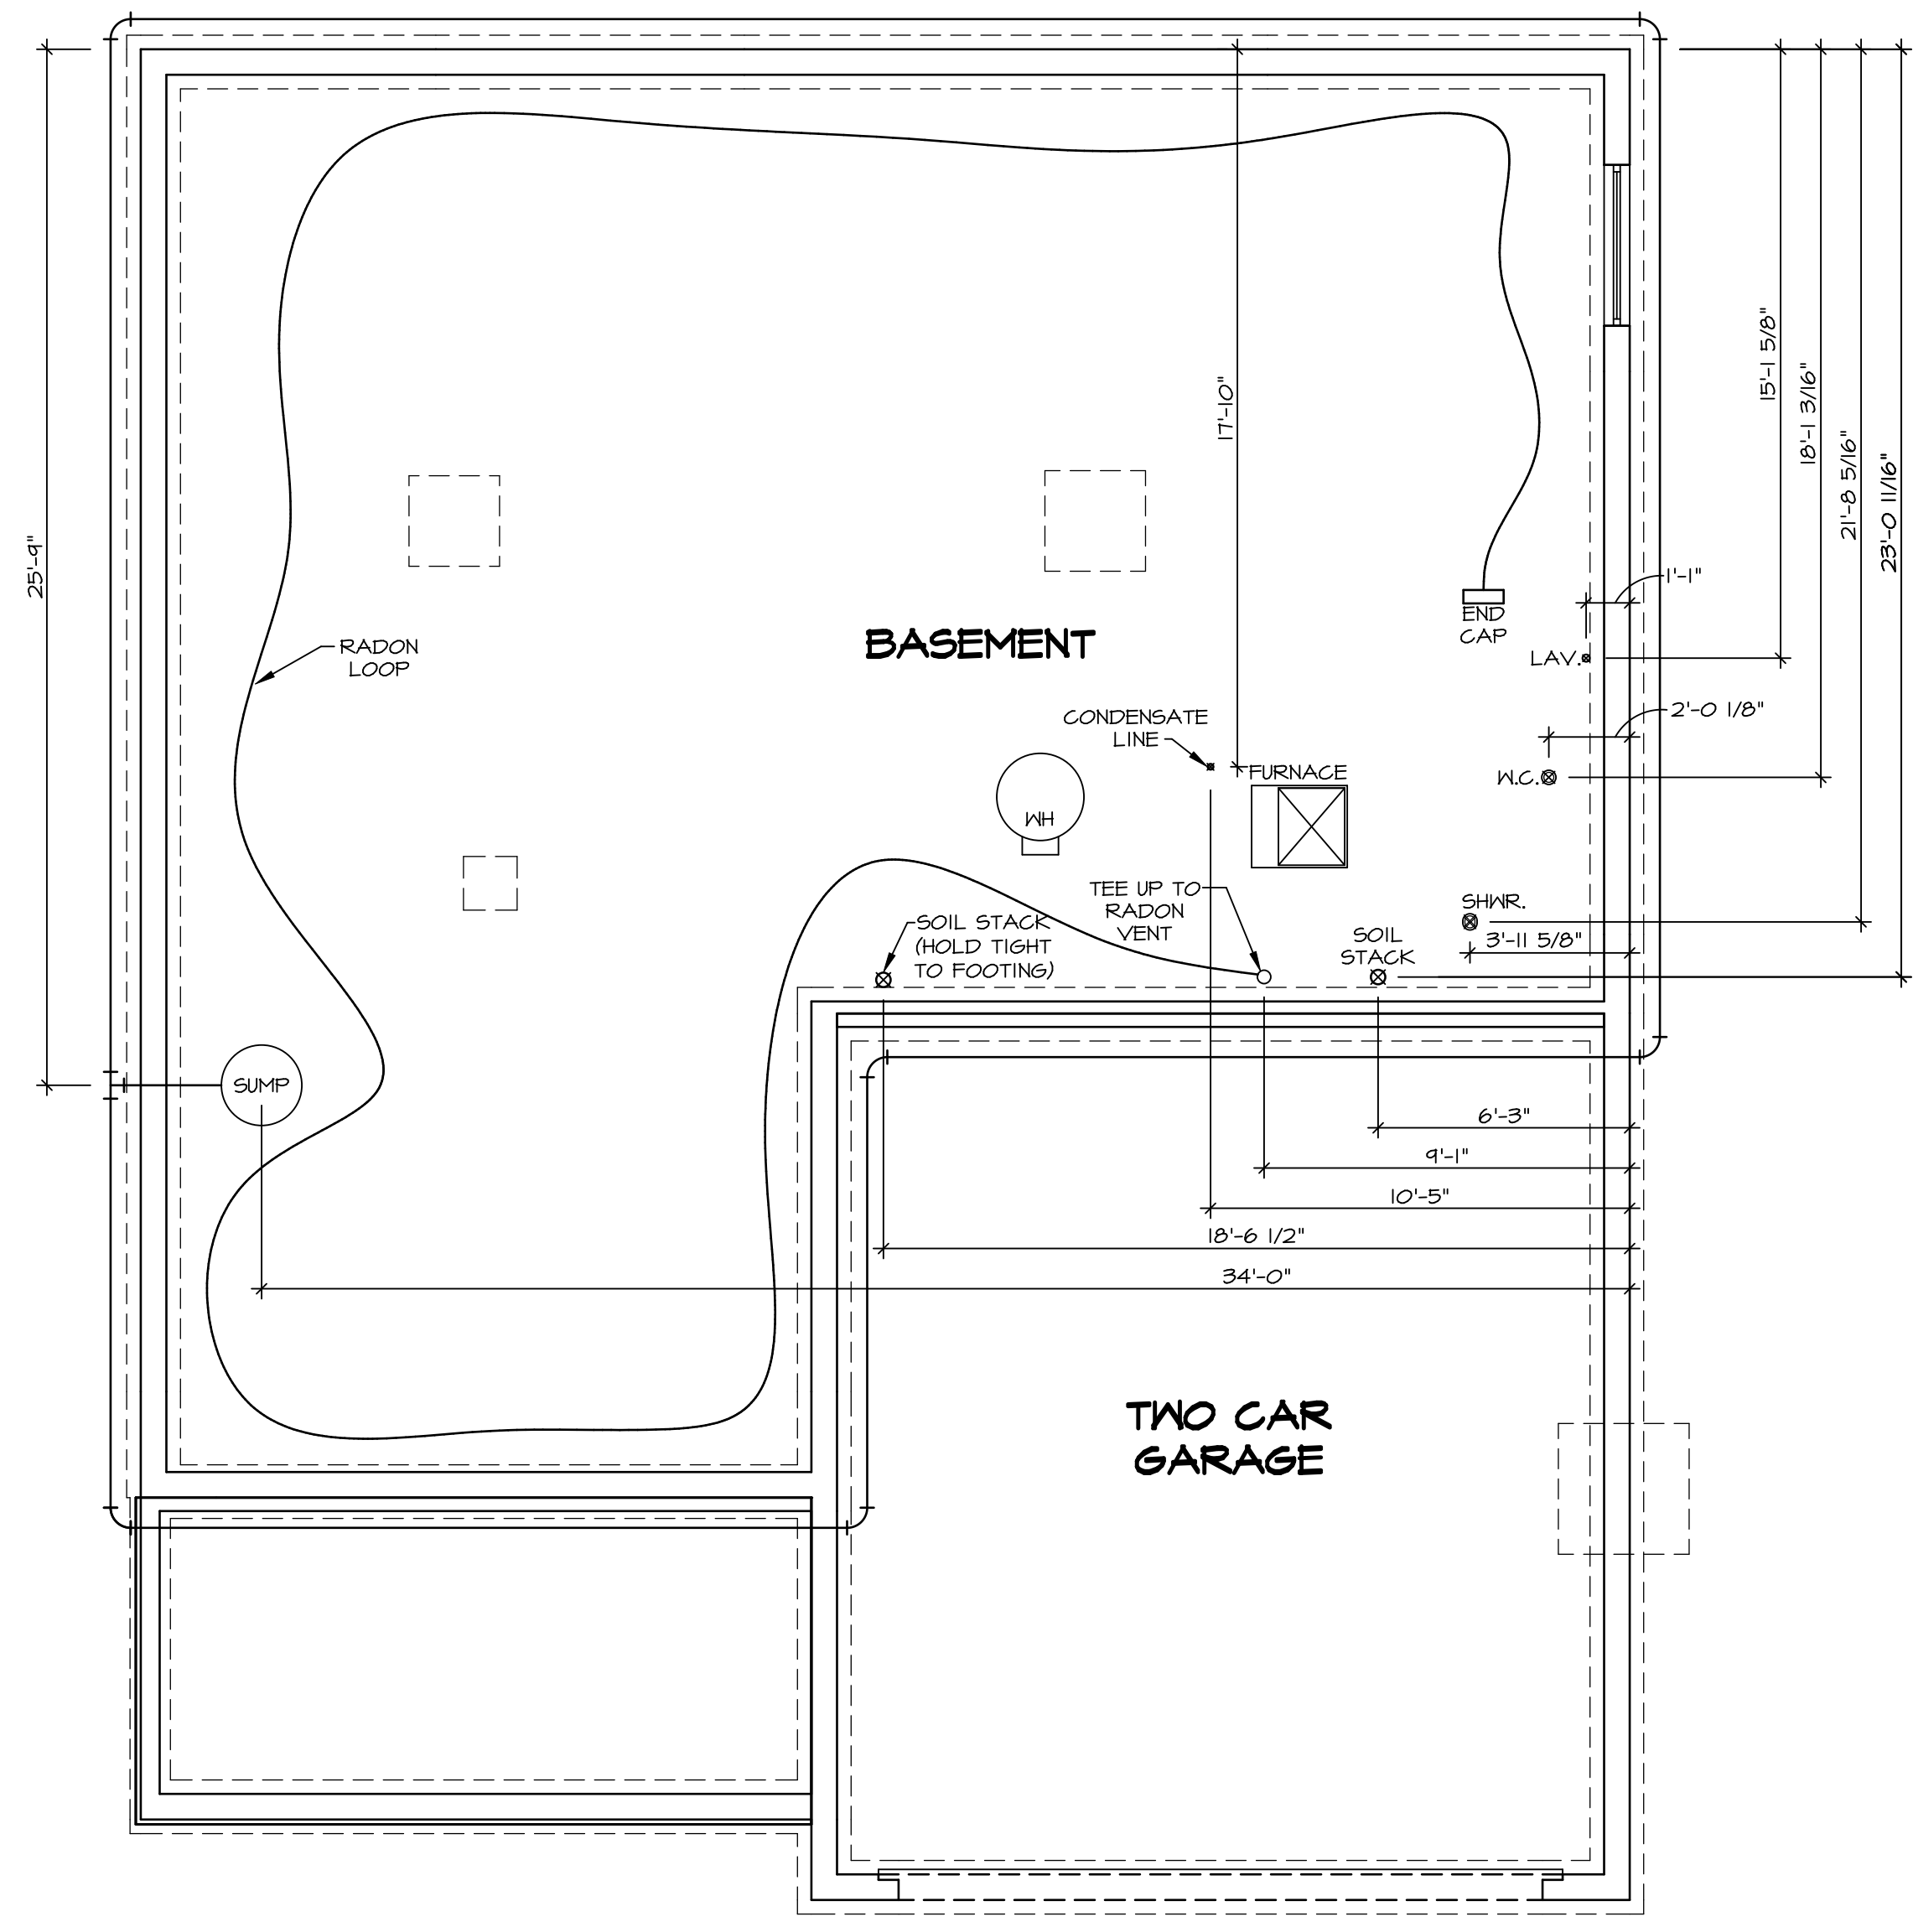 15'-1 5/8"
18'-1 3/16"
17'-10"
21'-8 5/16"
23'-0 11/16"
25'-9"
1'-1"
END
CAP
BASEMENT
RADON
LOOP
LAV.
2'-0 1/8"
CONDENSATE
LINE
FURNACE
W.C.
WH
TEE UP TO
RADON
VENT
SHWR.
SOIL STACK
(HOLD TIGHT
TO FOOTING)
SOIL
STACK
3'-11 5/8"
SUMP
6'-3"
9'-1"
10'-5"
18'-6 1/2"
34'-0"
TWO CAR
GARAGE